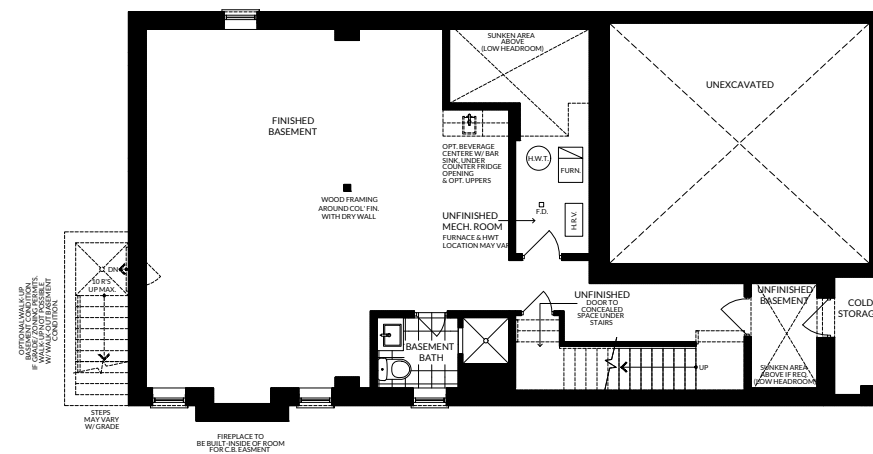 SUNKEN AREA
ABOVE
(LOW HEADROOM)
UNEXCAVATED
FINISHED
BASEMENT
OPT. BEVERAGE
CENTERE W/ BAR
SINK, UNDER
COUNTER FRIDGE
OPENING
& OPT. UPPERS
H.W.T.
FURN.
WOOD FRAMING
AROUND COL' FIN.
WITH DRY WALL
F.D.
H.R.V.
UNFINISHED
MECH. ROOM
FURNACE & HWT
LOCATION MAY VAR
DN
10 R'S
UP MAX.
OPTIONAL WALK-UP
BASEMENT CONDITION
IF GRADE/ ZONING PERMITS.
WALK-UP NOT POSSIBLE
W/ WALK OUT BASEMENT
CONDITION.
UNFINISHED
DOOR TO
CONCEALED
SPACE UNDER
STAIRS
UNFINISHED
BASEMENT
COLD
STORAG
BASEMENT
BATH
UP
SUNKEN AREA
ABOVE IF REQ.
(LOW HEADROOM)
STEPS
MAY VARY
W/ GRADE
FIREPLACE TO
BE BUILT-INSIDE OF ROOM
FOR C.B. EASMENT